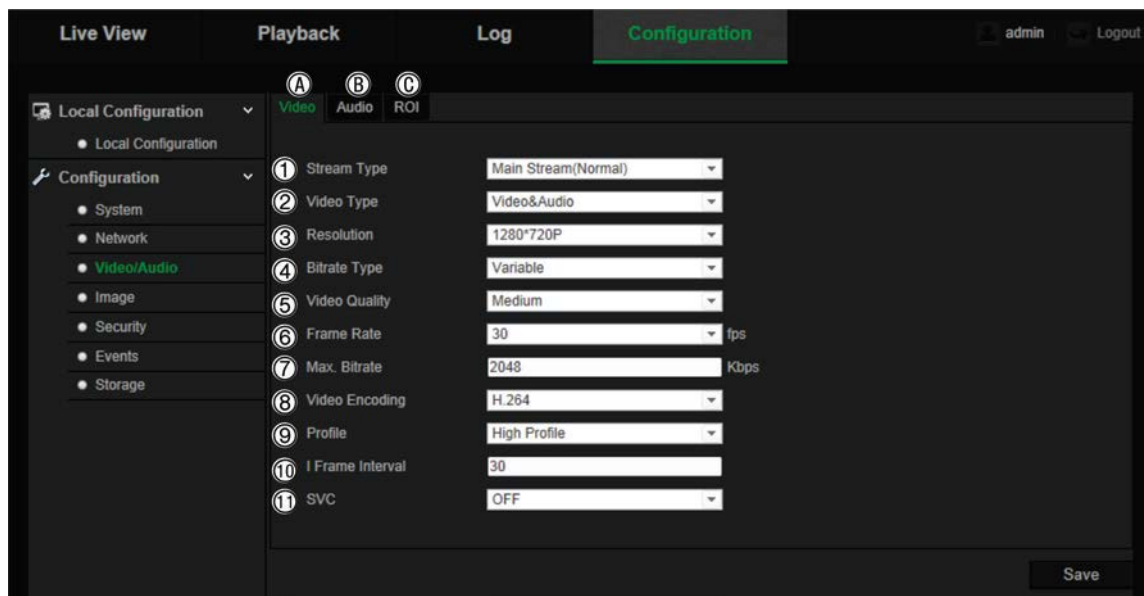 Live View Playback Log Configuration admin Logout
Ⓐ Ⓑ Ⓒ
Local Configuration
Local Configuration
Configuration
System
Network
Video/Audio
Image
Security
Events
Storage
Video Audio ROI
① Stream Type Main Stream(Normal)
② Video Type Video&Audio
③ Resolution 1280*720P
④ Bitrate Type Variable
⑤ Video Quality Medium
⑥ Frame Rate 30 fps
⑦ Max. Bitrate 2048 Kbps
⑧ Video Encoding H.264
⑨ Profile High Profile
⑩ I Frame Interval 30
⑪ SVC OFF
Save